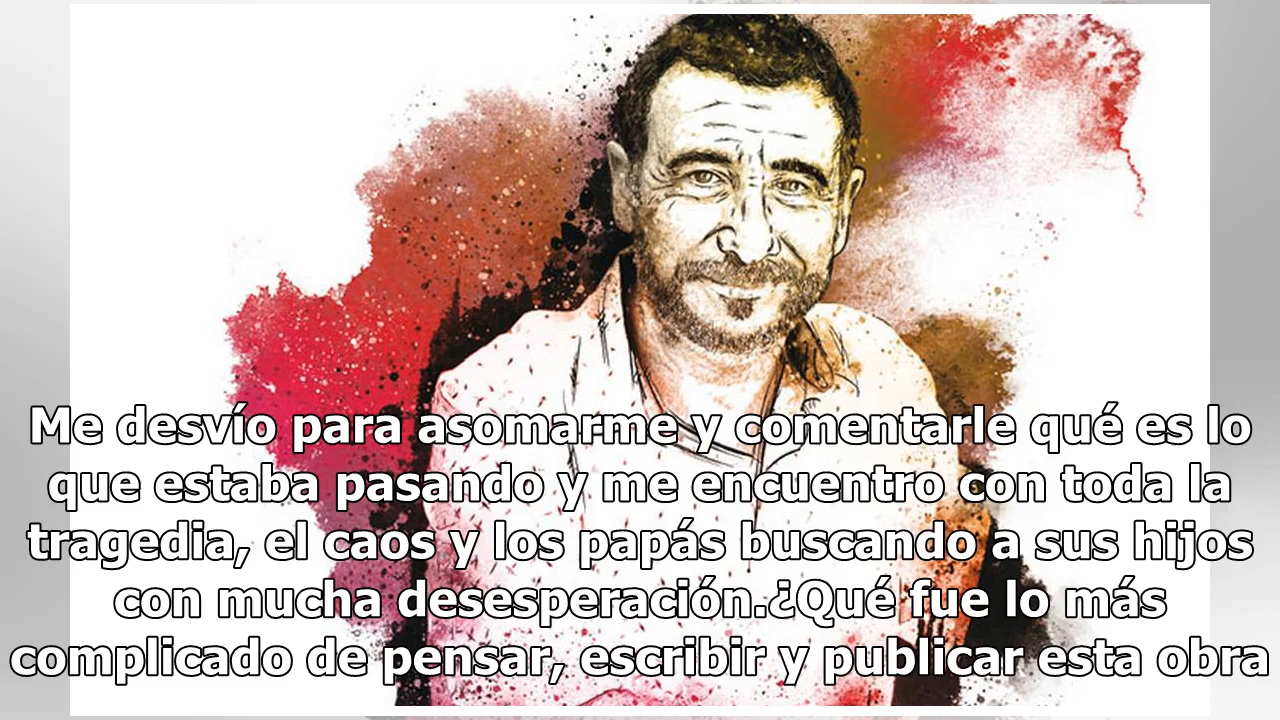 Me desvío para asomarme y comentarle qué es lo
que estaba pasando y me encuentro con toda la
tragedia, el caos y los papás buscando a sus hijos
con mucha desesperación.¿Qué fue lo más
complicado de pensar, escribir y publicar esta obra